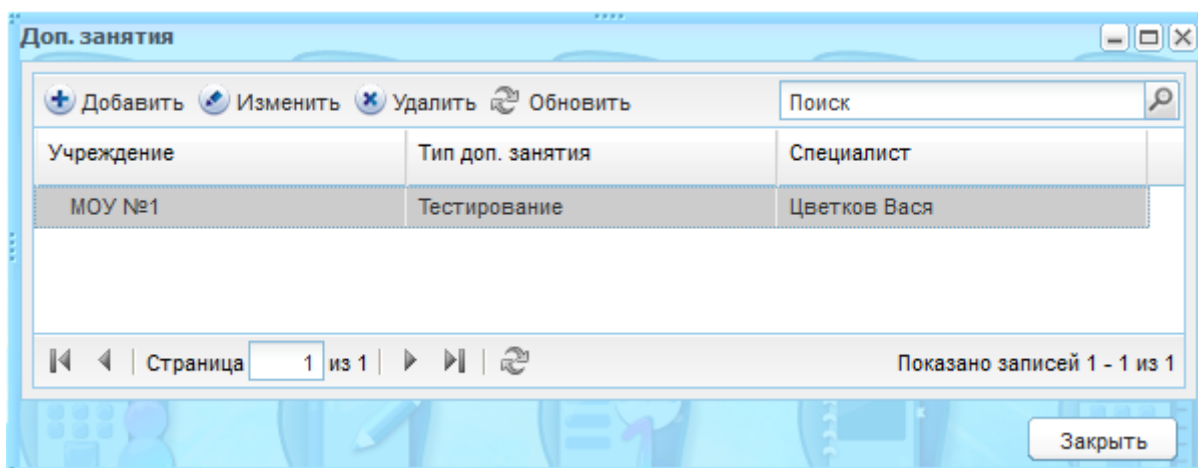 Доп. занятия
Добавить Изменить Удалить Обновить Поиск
Учреждение Тип доп. занятия Специалист
МОУ №1 Тестирование Цветков Вася
Страница 1 из 1 Показано записей 1 - 1 из 1
Закрыть